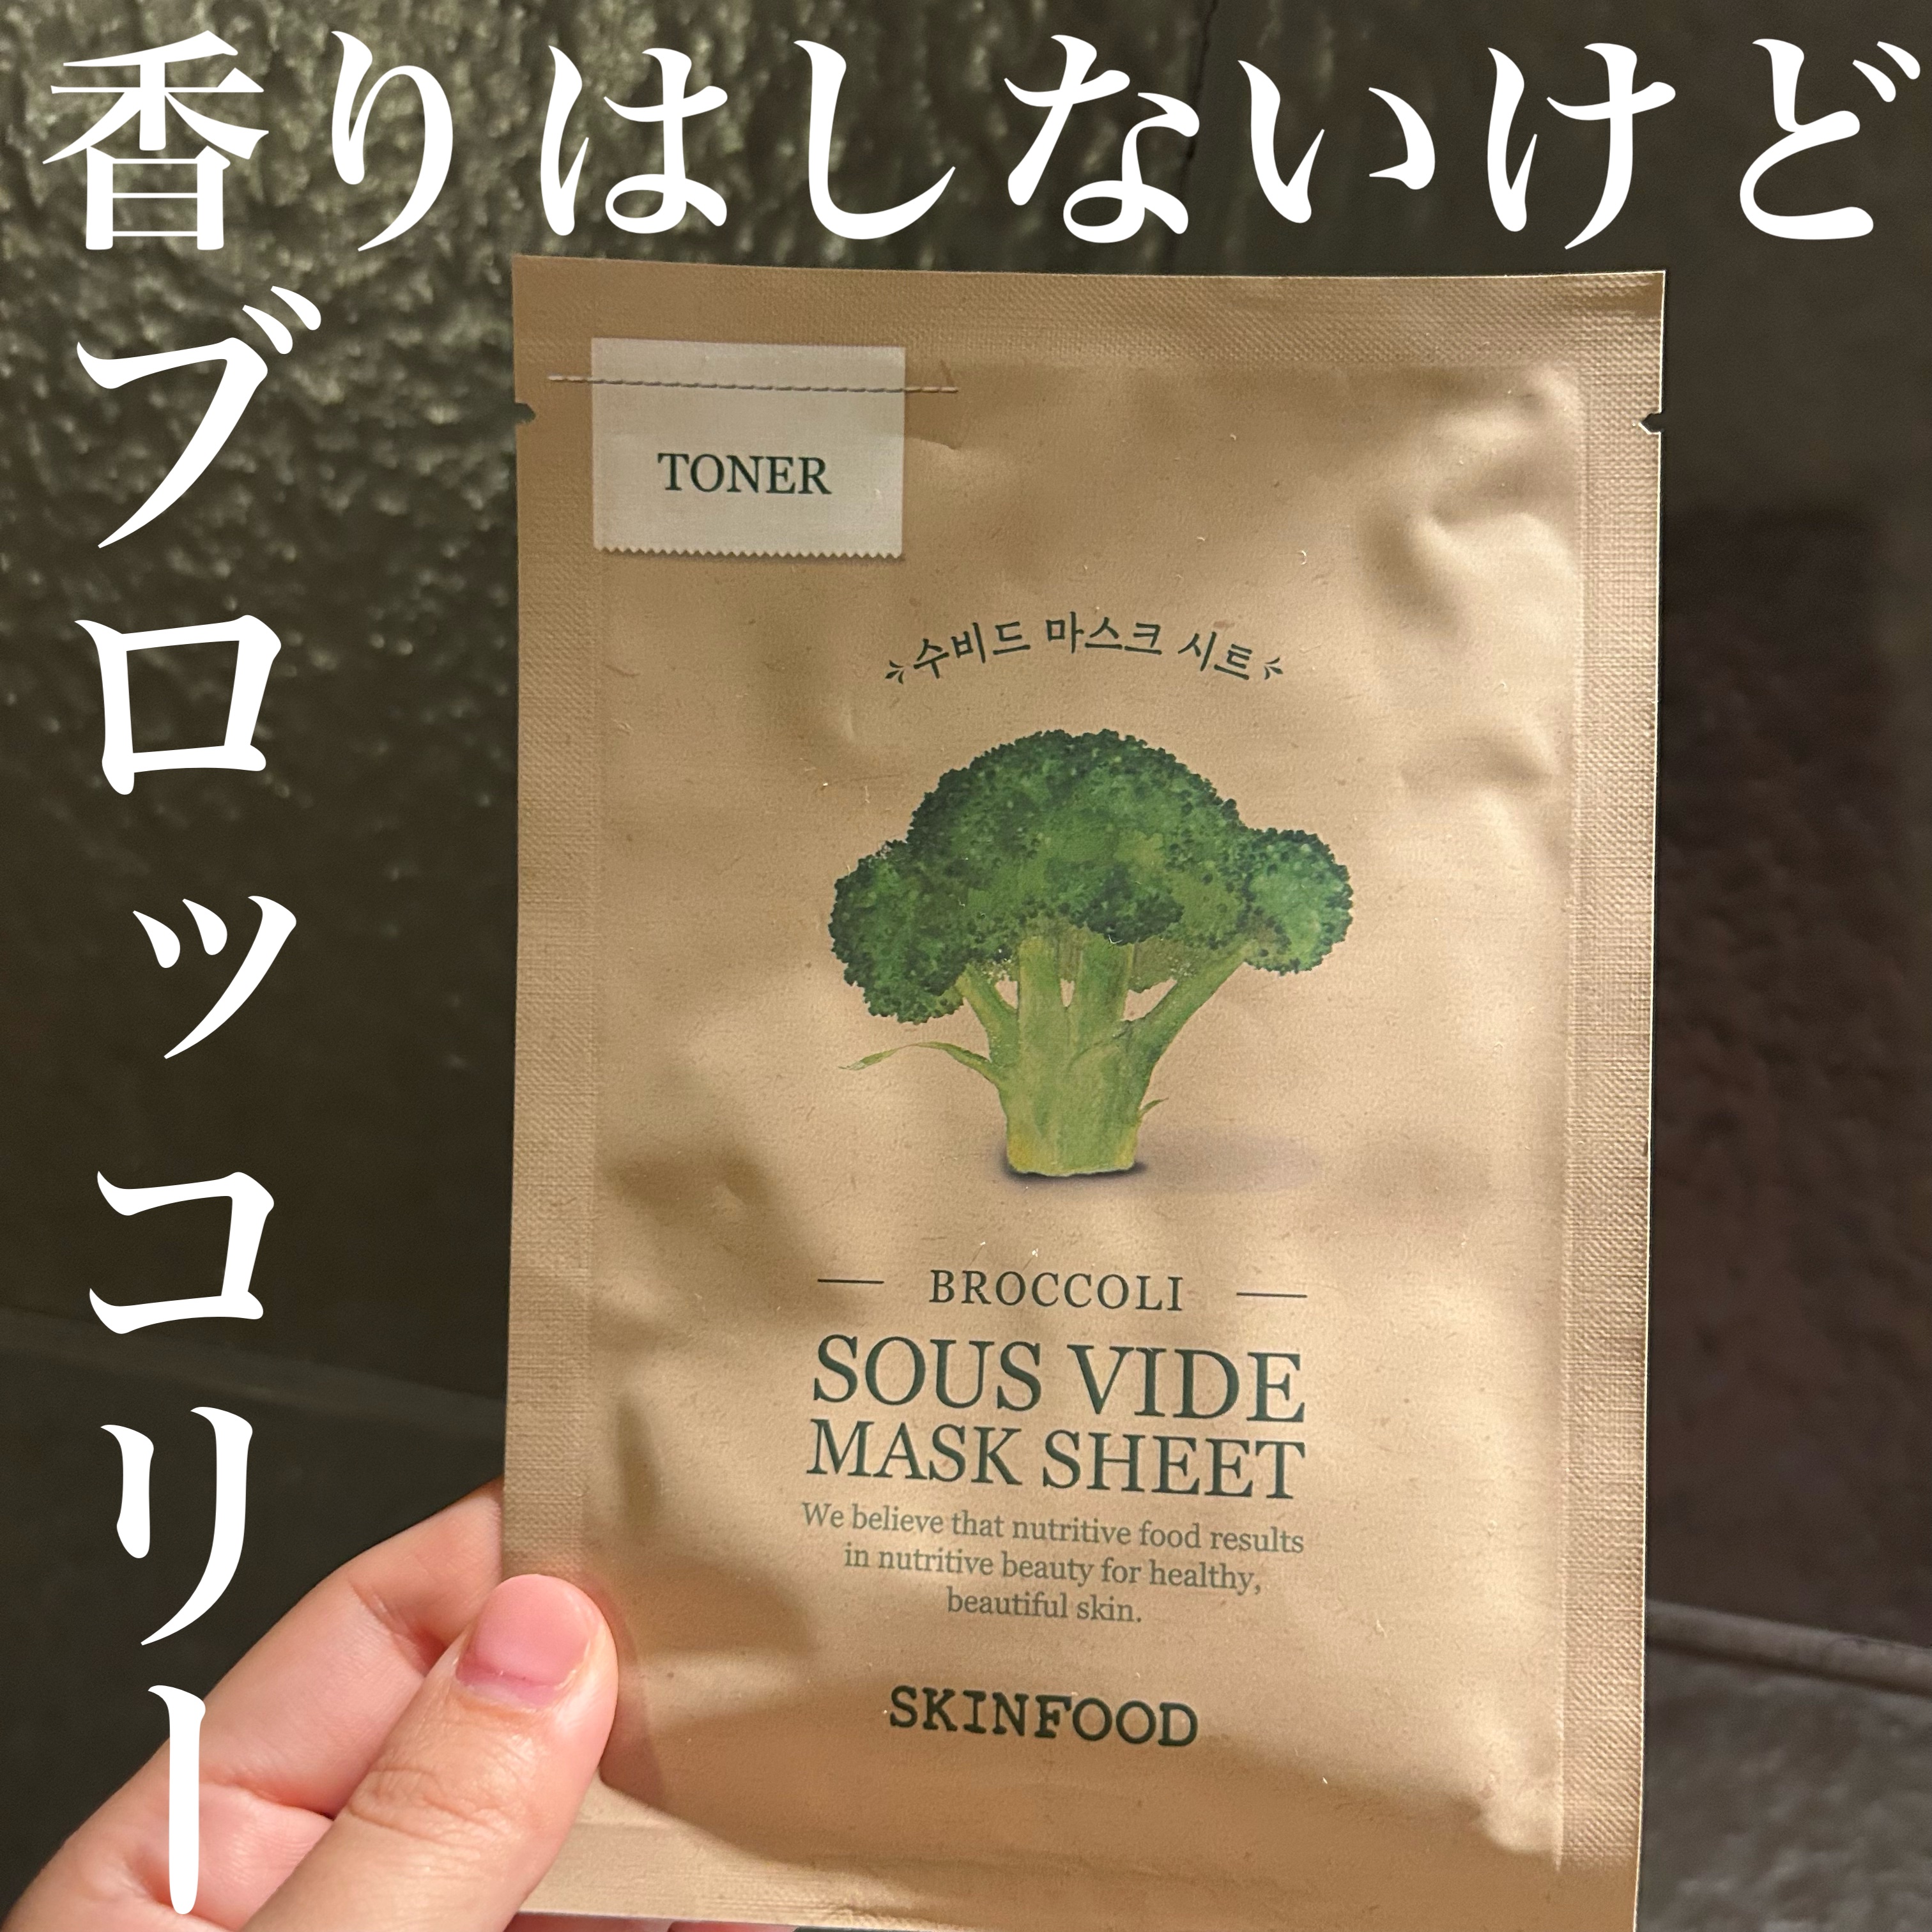 香りはしないけど
ブロッコリー
TONER
수비드 마스크 시트
BROCCOLI
SOUS VIDE
MASK SHEET
We believe that nutritive food results
in nutritive beauty for healthy,
beautiful skin.
SKINFOOD